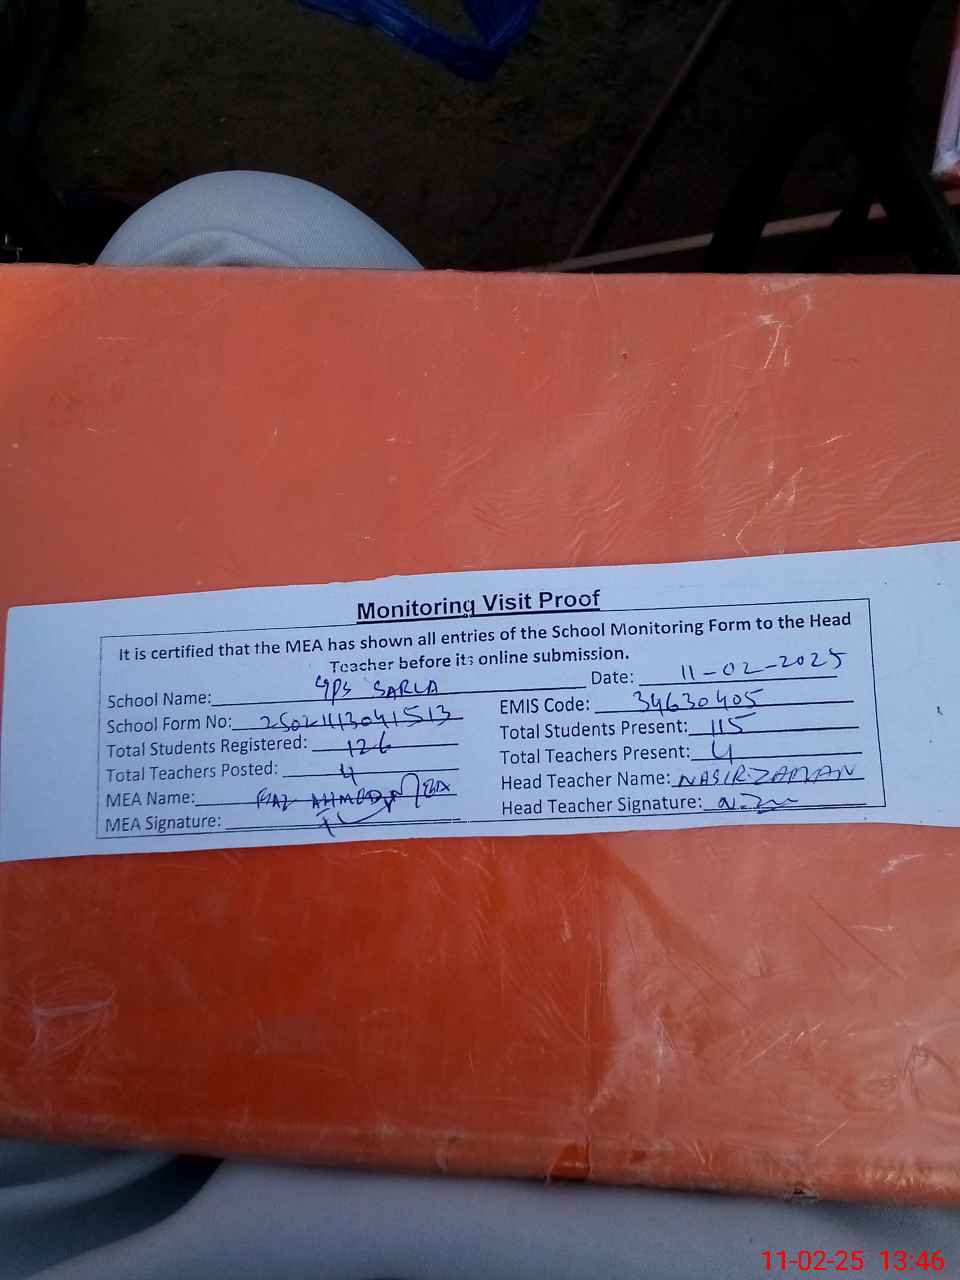 Monitoring Visit Proof
It is certified that the MEA has shown all entries of the School Monitoring Form to the Head
Teacher before its online submission.
School Name: GPS SARLA Date: 11-02-2025
School Form No: EMIS Code: 34630405
Total Students Registered: 126 Total Students Present: 115
Total Teachers Posted: 4 Total Teachers Present: 4
MEA Name: AHMAD Head Teacher Name: NASIR ZAMAN
MEA Signature: Head Teacher Signature:
11-02-25 13:46